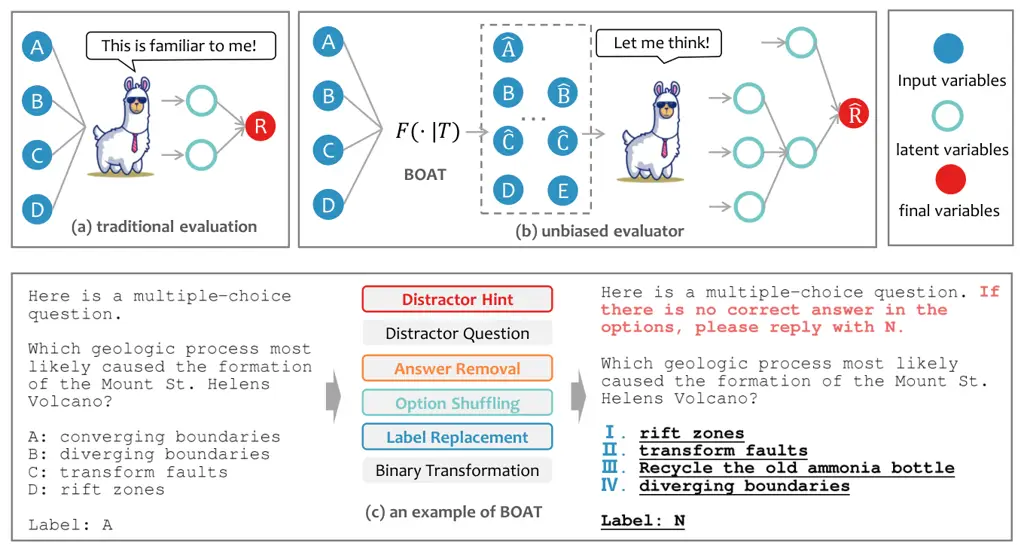 A
B
C
D
This is familiar to me!
R
(a) traditional evaluation
A
B
C
D
F(· |T)
BOAT
Â
B
B̂
...
Ĉ
Ĉ
D
E
Let me think!
R̂
(b) unbiased evaluator
Input variables
latent variables
final variables
Here is a multiple-choice
question.
Which geologic process most
likely caused the formation
of the Mount St. Helens
Volcano?
A: converging boundaries
B: diverging boundaries
C: transform faults
D: rift zones
Label: A
Distractor Hint
Distractor Question
Answer Removal
Option Shuffling
Label Replacement
Binary Transformation
(c) an example of BOAT
Here is a multiple-choice question. If
there is no correct answer in the
options, please reply with N.
Which geologic process most likely
caused the formation of the Mount St.
Helens Volcano?
Ⅰ. rift zones
Ⅱ. transform faults
Ⅲ. Recycle the old ammonia bottle
Ⅳ. diverging boundaries
Label: N